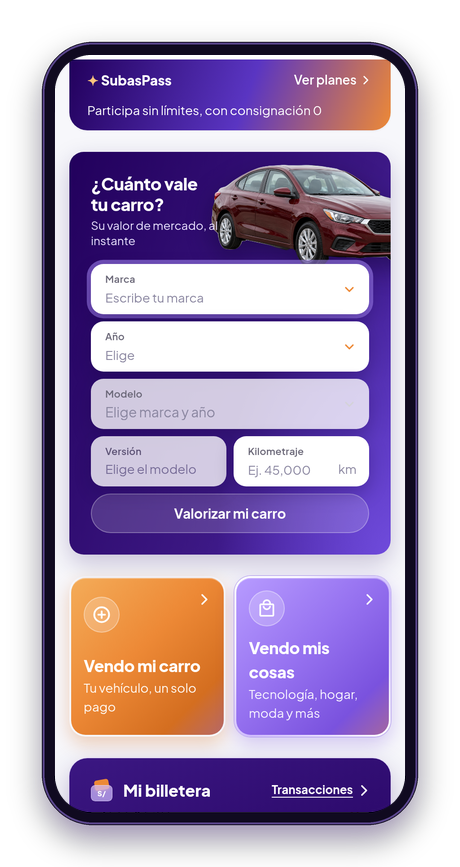 SubasPass
Ver planes
Participa sin límites, con consignación 0
¿Cuánto vale
tu carro?
Su valor de mercado, al
instante
Marca
Escribe tu marca
Año
Elige
Modelo
Elige marca y año
Versión
Elige el modelo
Kilometraje
Ej. 45,000 km
Valorizar mi carro
Vendo mi carro
Tu vehículo, un solo
pago
Vendo mis
cosas
Tecnología, hogar,
moda y más
S/
Mi billetera
Transacciones